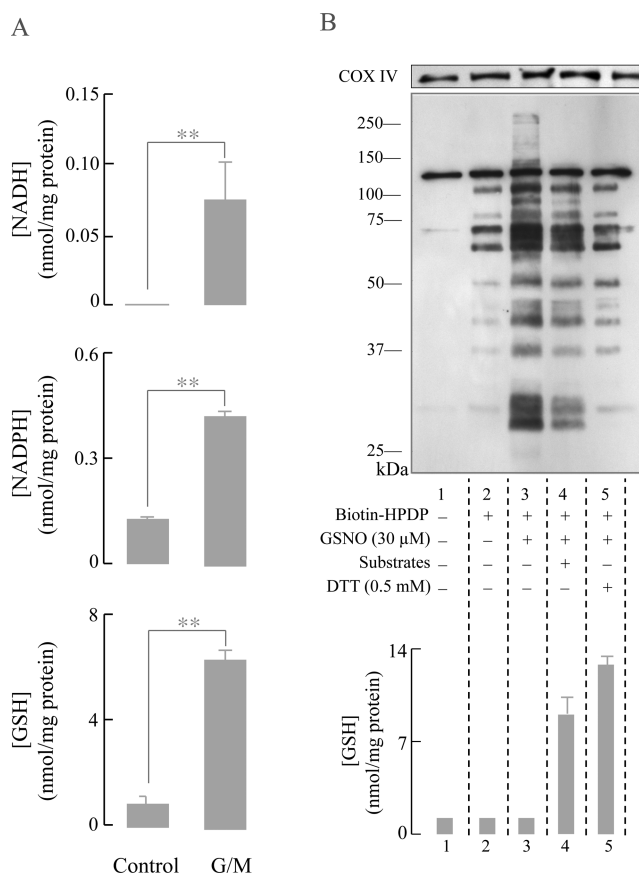 A
[NADH]
(nmol/mg protein)
0.15
0.10
0.05
0
**
[NADPH]
(nmol/mg protein)
0.6
0.3
0
**
[GSH]
(nmol/mg protein)
8
4
0
**
Control G/M
B
COX IV
250
150
100
75
50
37
25
kDa
1 2 3 4 5
Biotin-HPDP – + + + +
GSNO (30 µM) – – + + +
Substrates – – – + –
DTT (0.5 mM) – – – – +
[GSH]
(nmol/mg protein)
14
7
0
1 2 3 4 5